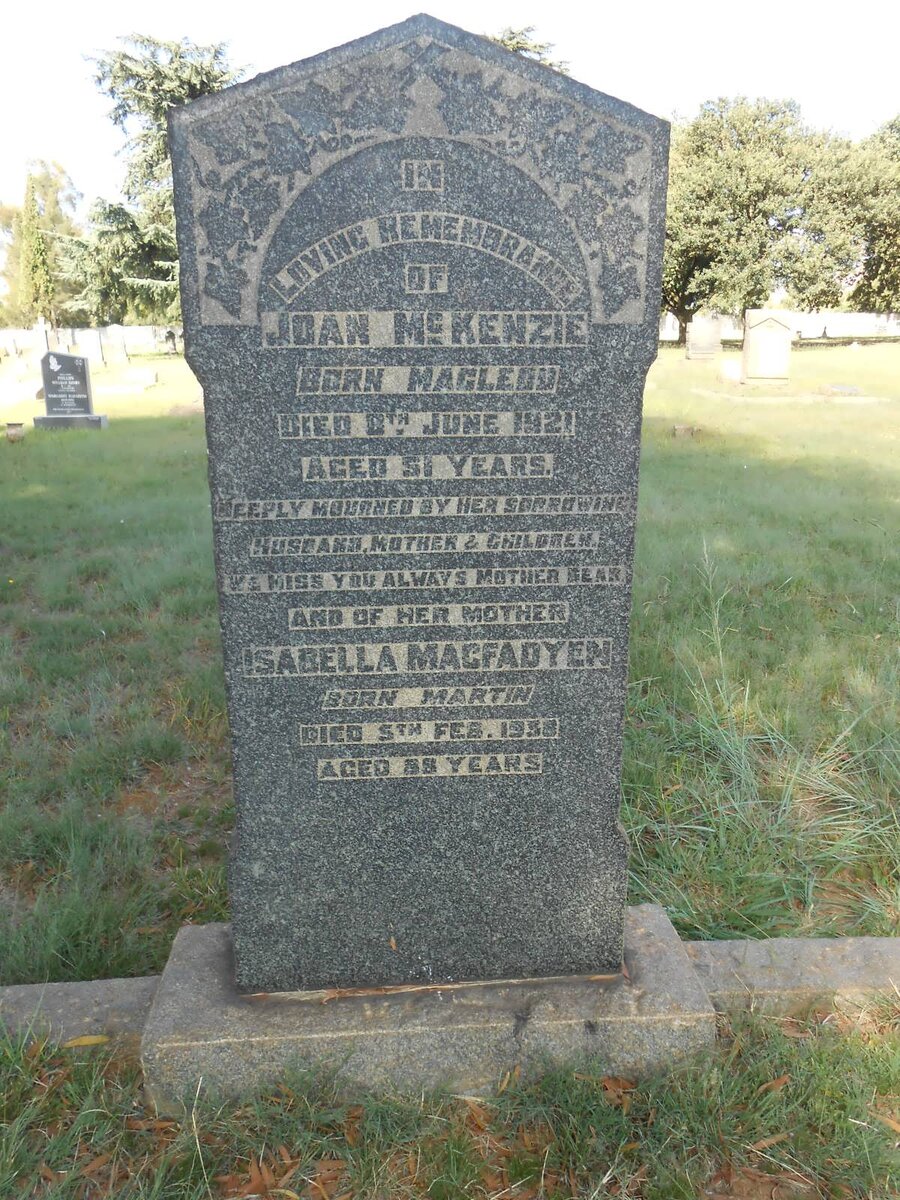 IN
LOVING REMEMBRANCE
OF
JOAN McKENZIE
BORN MACLEOD
DIED 8TH JUNE 1921
AGED 51 YEARS.
DEEPLY MOURNED BY HER SORROWING
HUSBAND, MOTHER & CHILDREN.
WE MISS YOU ALWAYS MOTHER DEAR
AND OF HER MOTHER
ISABELLA MACFADYEN
BORN MARTIN
DIED 5TH FEB. 1938
AGED 88 YEARS